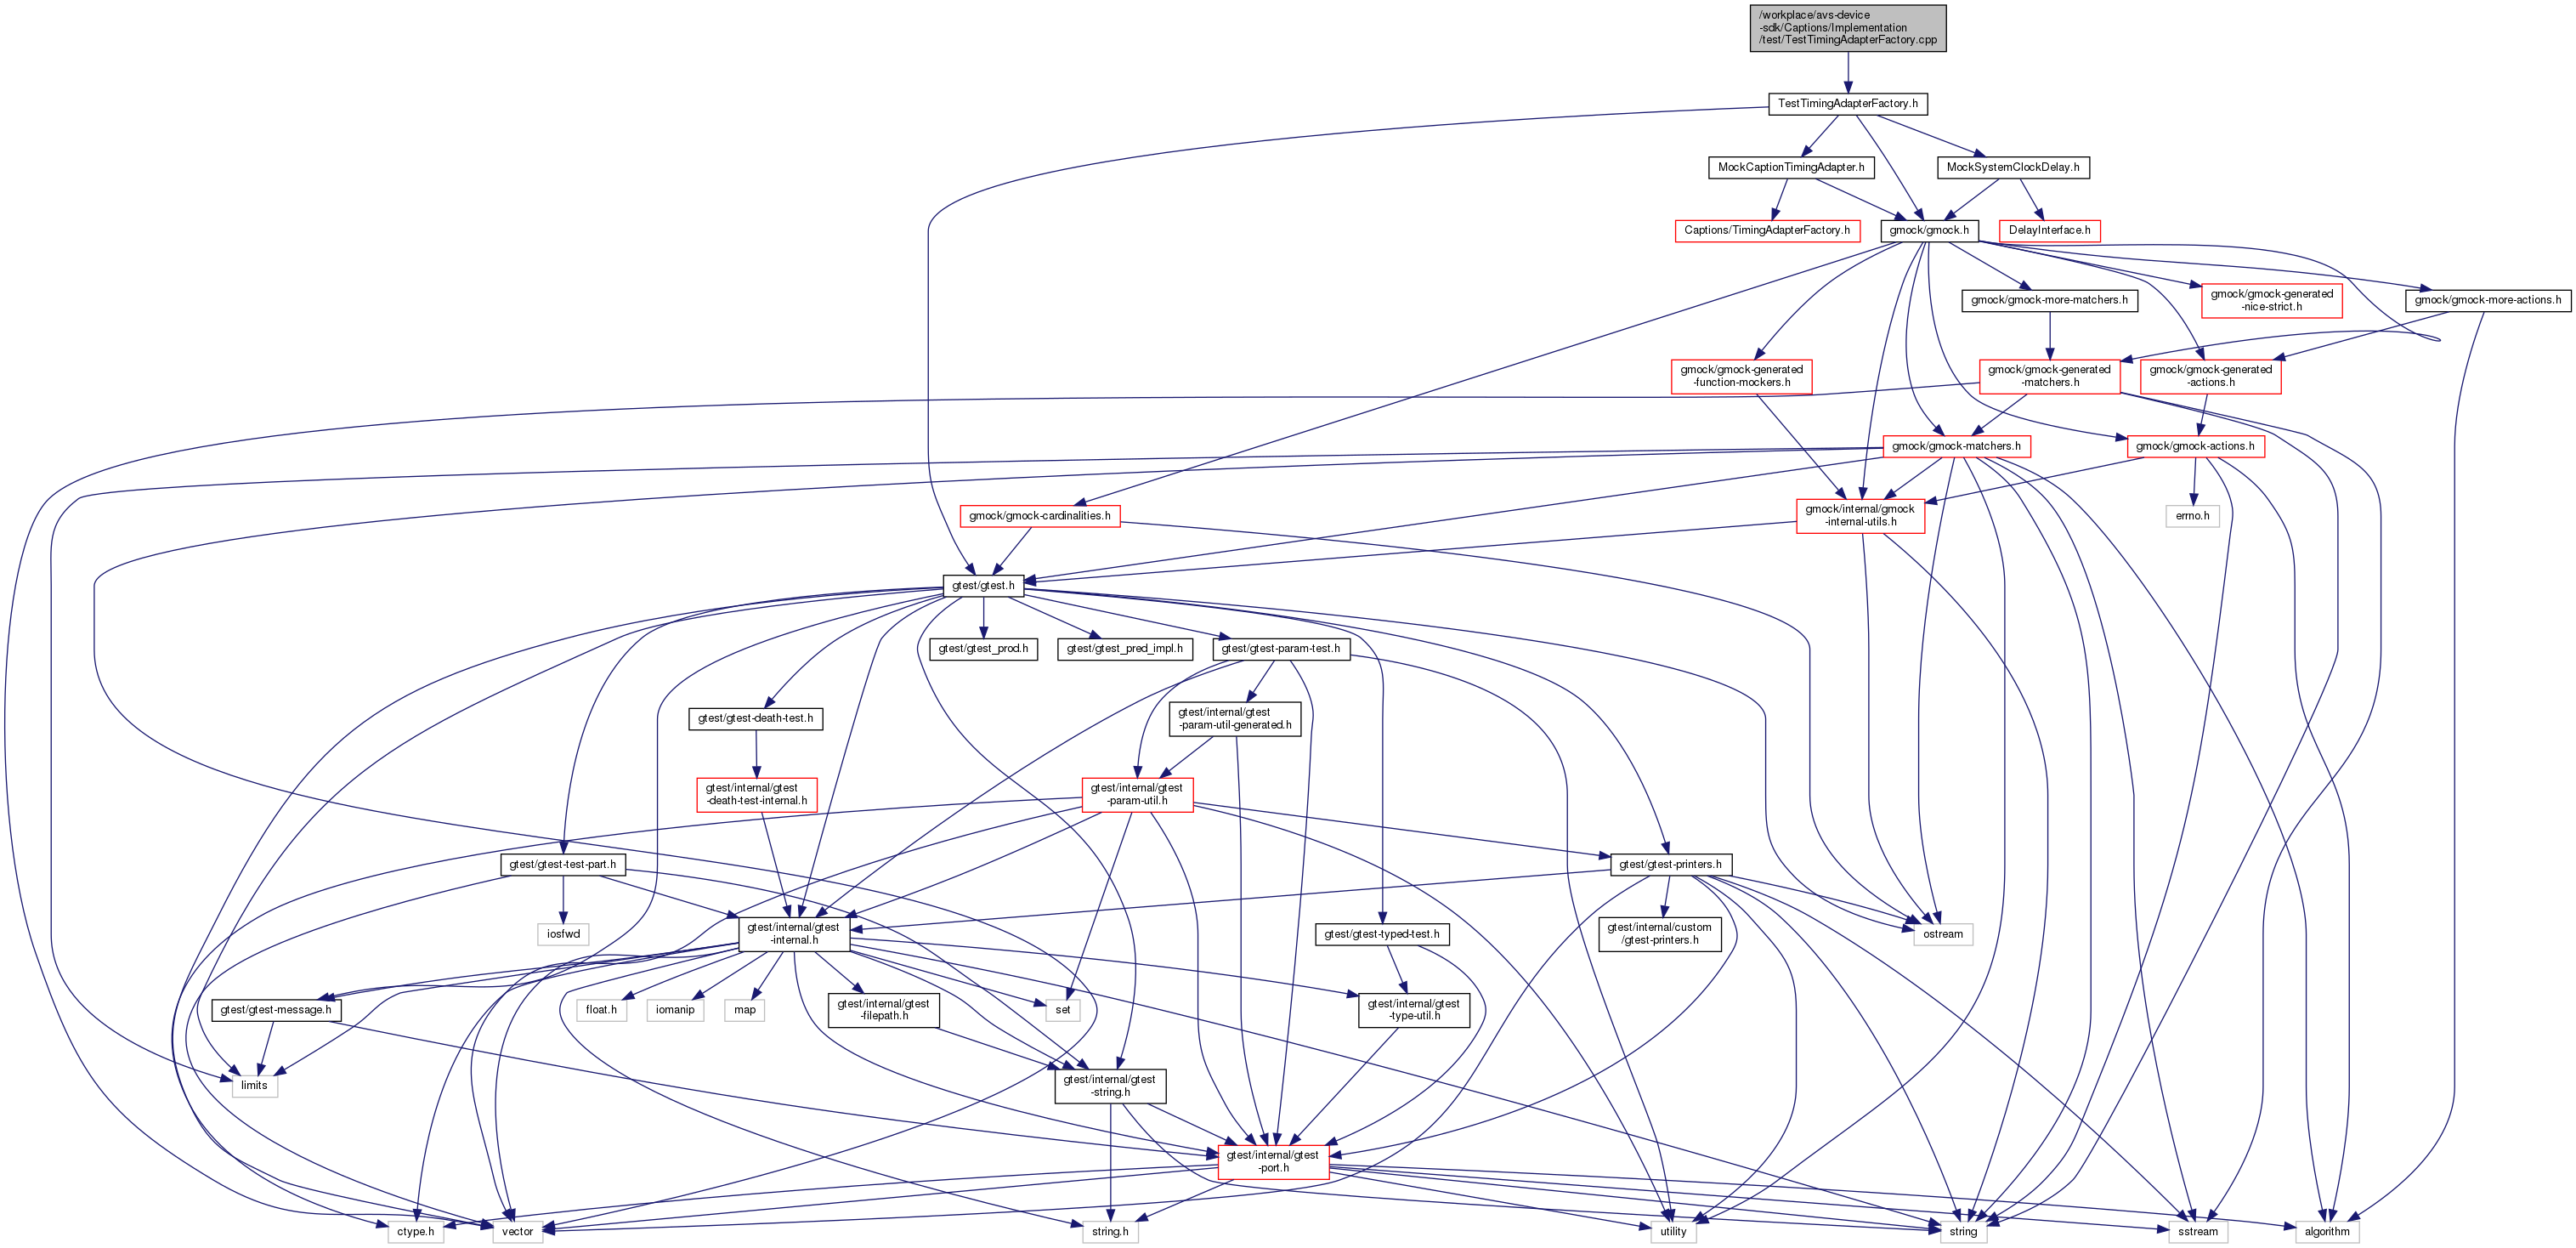 /workplace/avs-device
-sdk/Captions/Implementation
/test/TestTimingAdapterFactory.cpp
TestTimingAdapterFactory.h
MockCaptionTimingAdapter.h
MockSystemClockDelay.h
Captions/TimingAdapterFactory.h
gmock/gmock.h
DelayInterface.h
gmock/gmock-more-matchers.h
gmock/gmock-generated
-nice-strict.h
gmock/gmock-more-actions.h
gmock/gmock-generated
-function-mockers.h
gmock/gmock-generated
-matchers.h
gmock/gmock-generated
-actions.h
gmock/gmock-matchers.h
gmock/gmock-actions.h
gmock/gmock-cardinalities.h
gmock/internal/gmock
-internal-utils.h
errno.h
gtest/gtest.h
gtest/gtest_prod.h
gtest/gtest_pred_impl.h
gtest/gtest-param-test.h
gtest/gtest-death-test.h
gtest/internal/gtest
-param-util-generated.h
gtest/internal/gtest
-death-test-internal.h
gtest/internal/gtest
-param-util.h
gtest/gtest-test-part.h
gtest/gtest-printers.h
iosfwd
gtest/internal/gtest
-internal.h
gtest/gtest-typed-test.h
gtest/internal/custom
/gtest-printers.h
ostream
gtest/gtest-message.h
float.h
iomanip
map
gtest/internal/gtest
-filepath.h
set
gtest/internal/gtest
-type-util.h
limits
gtest/internal/gtest
-string.h
gtest/internal/gtest
-port.h
ctype.h
vector
string.h
utility
string
sstream
algorithm